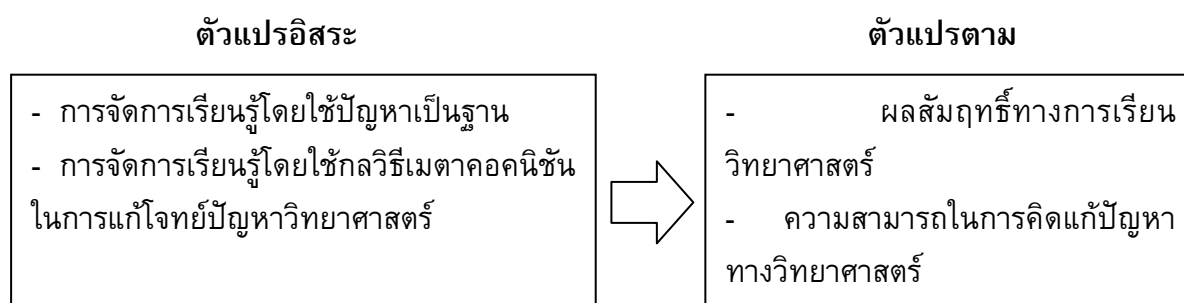 ตัวแปรอิสระ
ตัวแปรตาม
- การจัดการเรียนรู้โดยใช้ปัญหาเป็นฐาน
- การจัดการเรียนรู้โดยใช้กลวิธีเมตาคอคนิชัน
ในการแก้โจทย์ปัญหาวิทยาศาสตร์
- ผลสัมฤทธิ์ทางการเรียน
วิทยาศาสตร์
- ความสามารถในการคิดแก้ปัญหา
ทางวิทยาศาสตร์